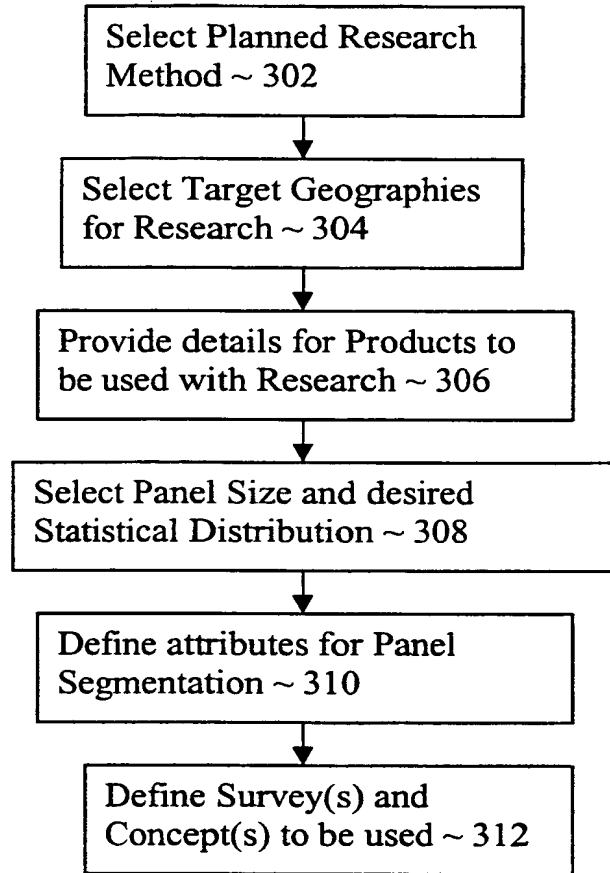 Select Planned Research
Method ~ 302
Select Target Geographies
for Research ~ 304
Provide details for Products to
be used with Research ~ 306
Select Panel Size and desired
Statistical Distribution ~ 308
Define attributes for Panel
Segmentation ~ 310
Define Survey(s) and
Concept(s) to be used ~ 312